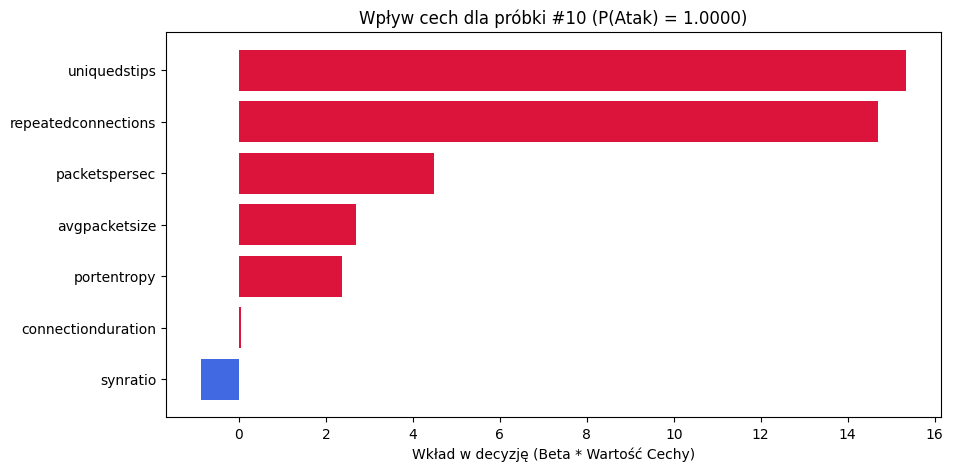 Wpływ cech dla próbki #10 (P(Atak) = 1.0000)
uniquedstips
repeatedconnections
packetspersec
avgpacketsize
portentropy
connectionduration
synratio
0 2 4 6 8 10 12 14 16
Wkład w decyzję (Beta * Wartość Cechy)